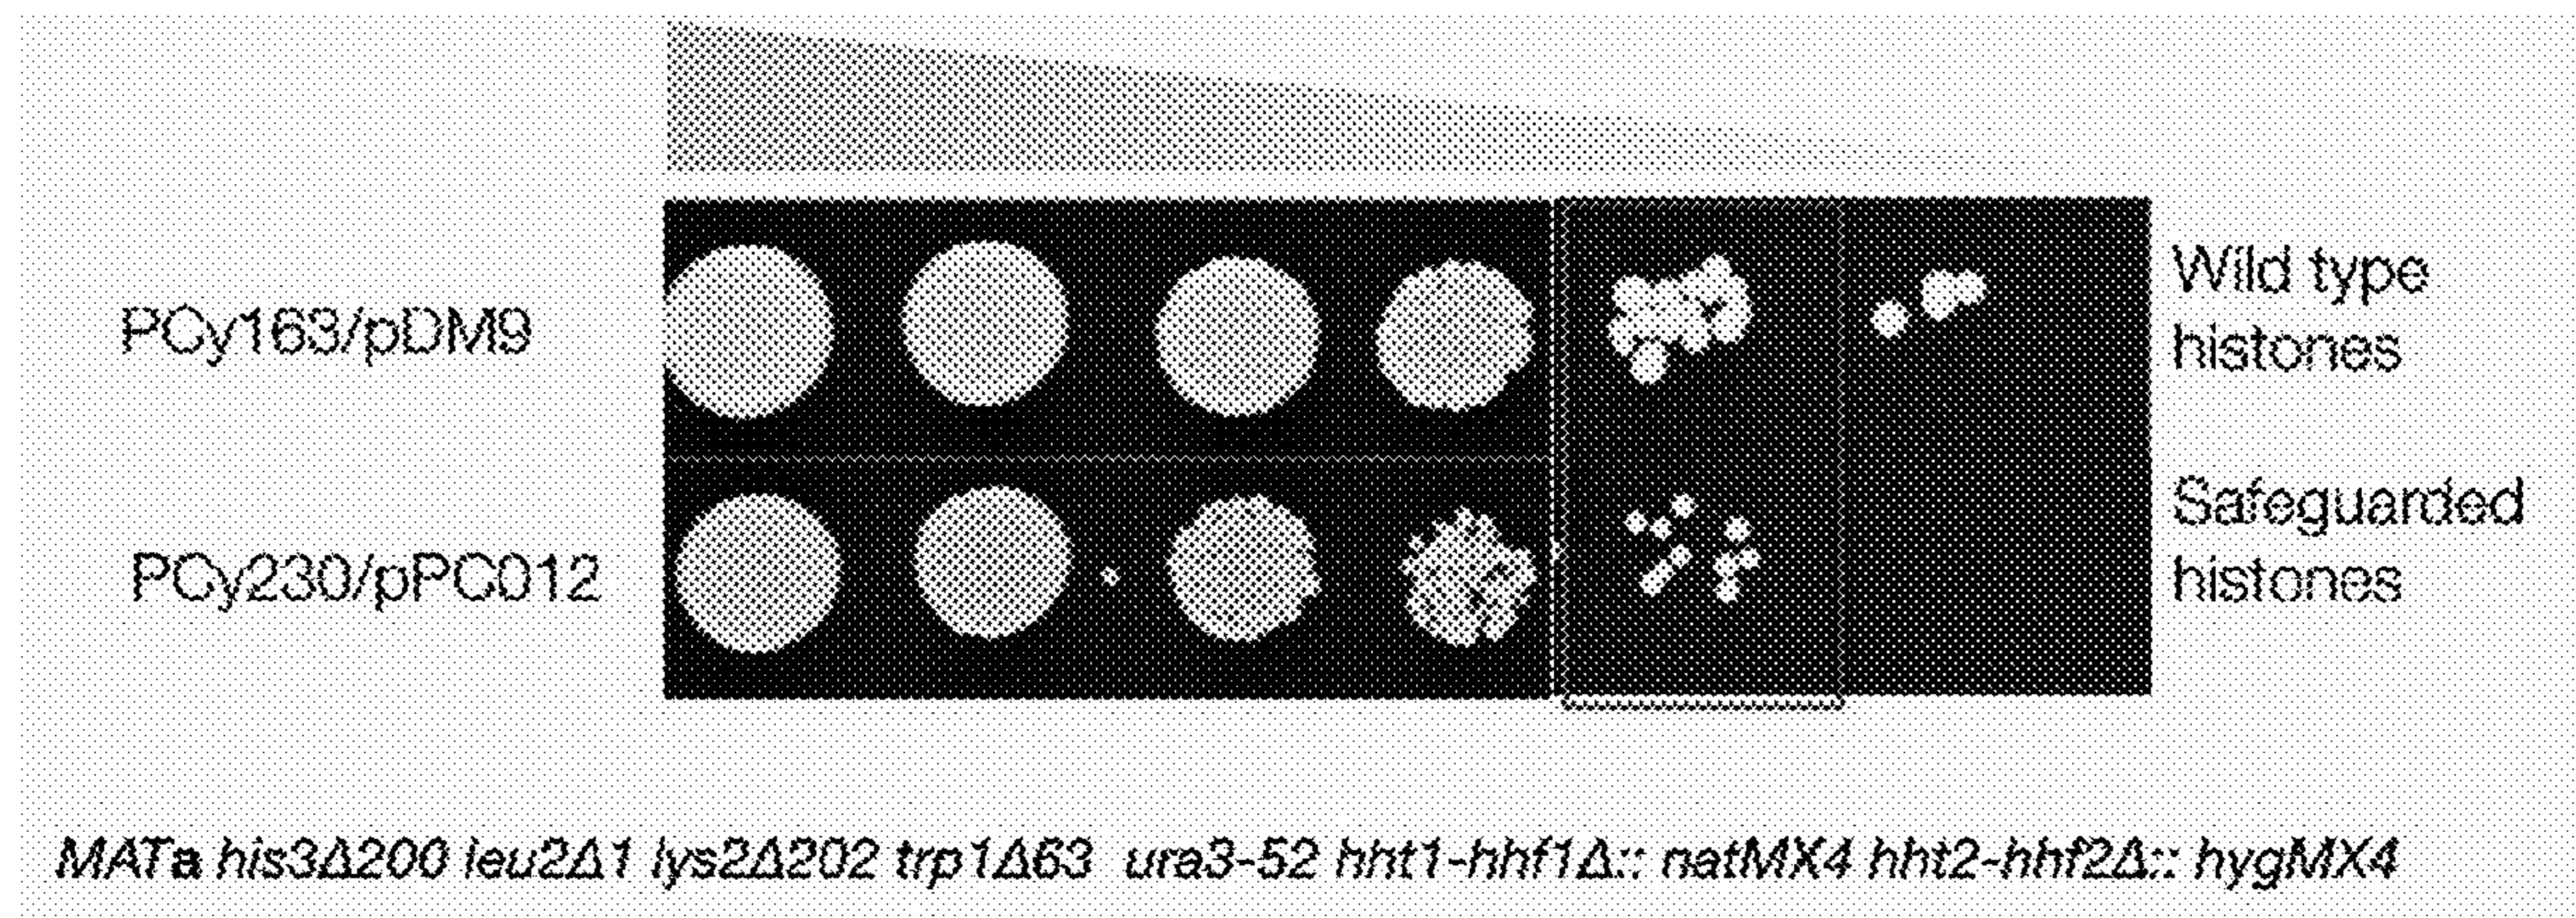 PCy163/pDM9
Wild type
histones
PCy230/pPC012
Safeguarded
histones
MATa his3Δ200 leu2Δ1 lys2Δ202 trp1Δ63 ura3-52 hht1-hhf1Δ:: natMX4 hht2-hhf2Δ:: hygMX4